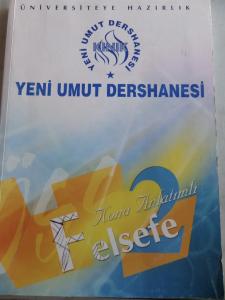 ÜNİVERSİTEYE HAZIRLIK
YENİ UMUT DERSHANESİ
YENİ UMUT DERSHANESİ
Konu Anlatımlı
Felsefe 2